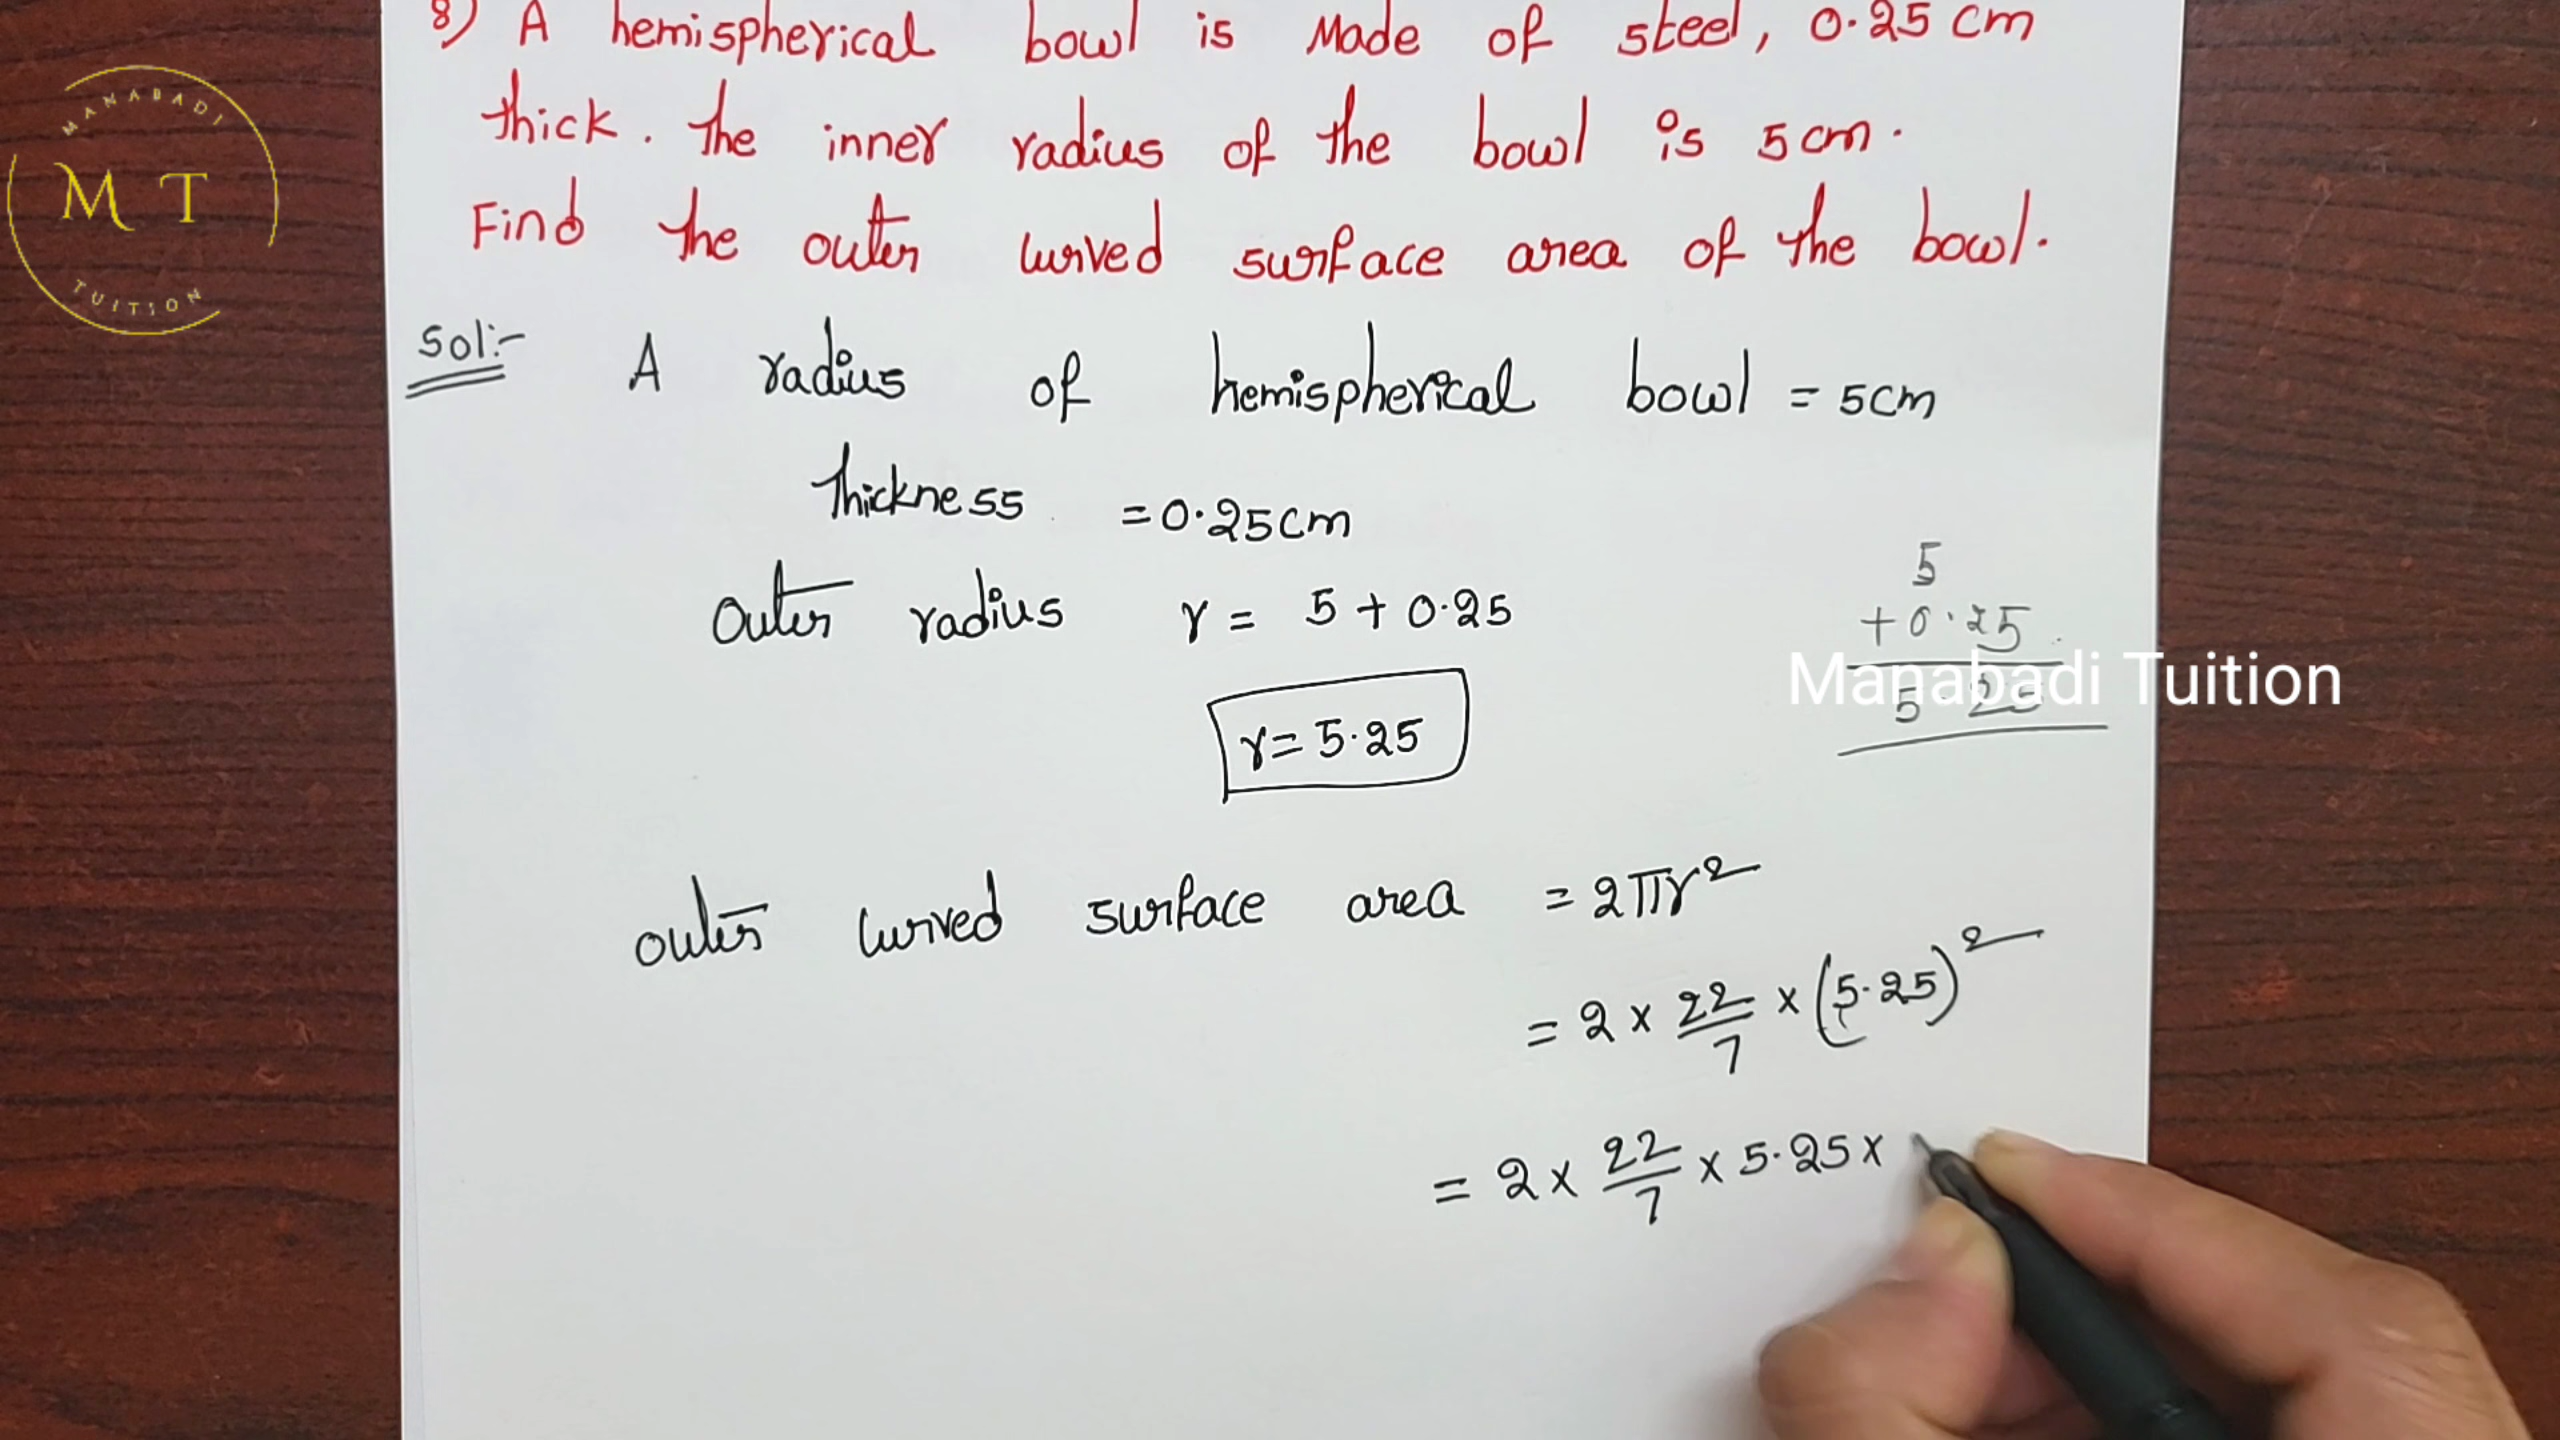 MANABADI
M T
TUITION
8) A hemispherical bowl is Made of steel, 0.25 cm
thick. The inner radius of the bowl is 5cm.
Find the outer curved surface area of the bowl.
Sol:-
A radius of hemispherical bowl = 5cm
Thickness = 0.25cm
Outer radius r = 5 + 0.25
r = 5.25
5
+0.25
5.25
Manabadi Tuition
outer curved surface area = 2πr²
= 2 × 22/7 × (5.25)²
= 2 × 22/7 × 5.25 ×